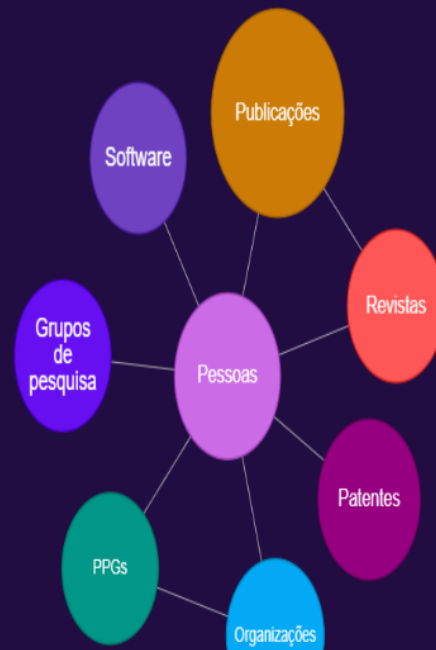 Publicações
Software
Revistas
Grupos
de
pesquisa
Pessoas
Patentes
PPGs
Organizações